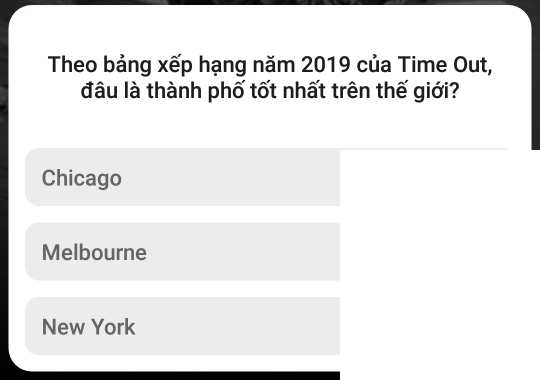 Theo bảng xếp hạng năm 2019 của Time Out,
đâu là thành phố tốt nhất trên thế giới?
Chicago
Melbourne
New York